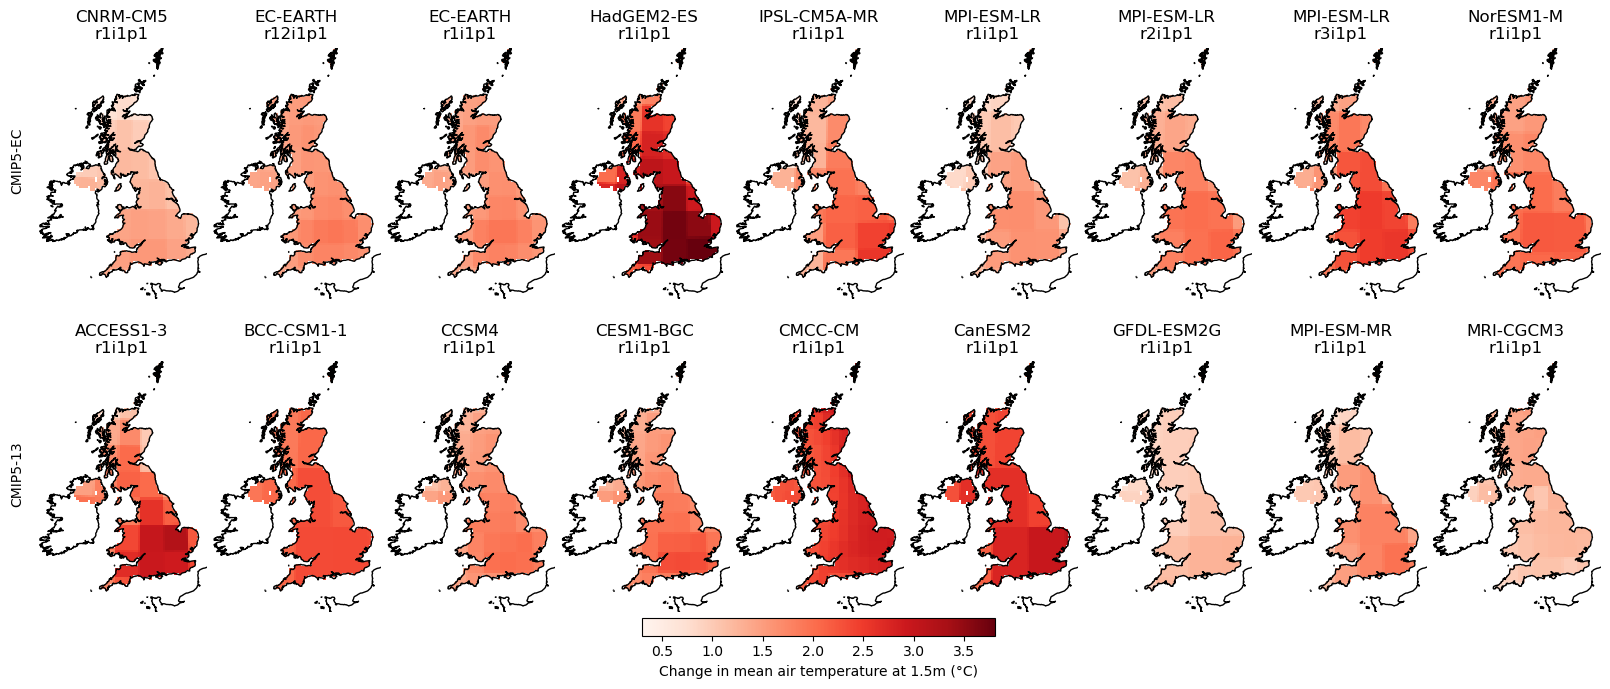 CNRM-CM5 EC-EARTH EC-EARTH HadGEM2-ES IPSL-CM5A-MR MPI-ESM-LR MPI-ESM-LR MPI-ESM-LR NorESM1-M
r1i1p1 r12i1p1 r1i1p1 r1i1p1 r1i1p1 r1i1p1 r2i1p1 r3i1p1 r1i1p1
CMIP5-EC
ACCESS1-3 BCC-CSM1-1 CCSM4 CESM1-BGC CMCC-CM CanESM2 GFDL-ESM2G MPI-ESM-MR MRI-CGCM3
r1i1p1 r1i1p1 r1i1p1 r1i1p1 r1i1p1 r1i1p1 r1i1p1 r1i1p1 r1i1p1
CMIP5-13
0.5 1.0 1.5 2.0 2.5 3.0 3.5
Change in mean air temperature at 1.5m (°C)